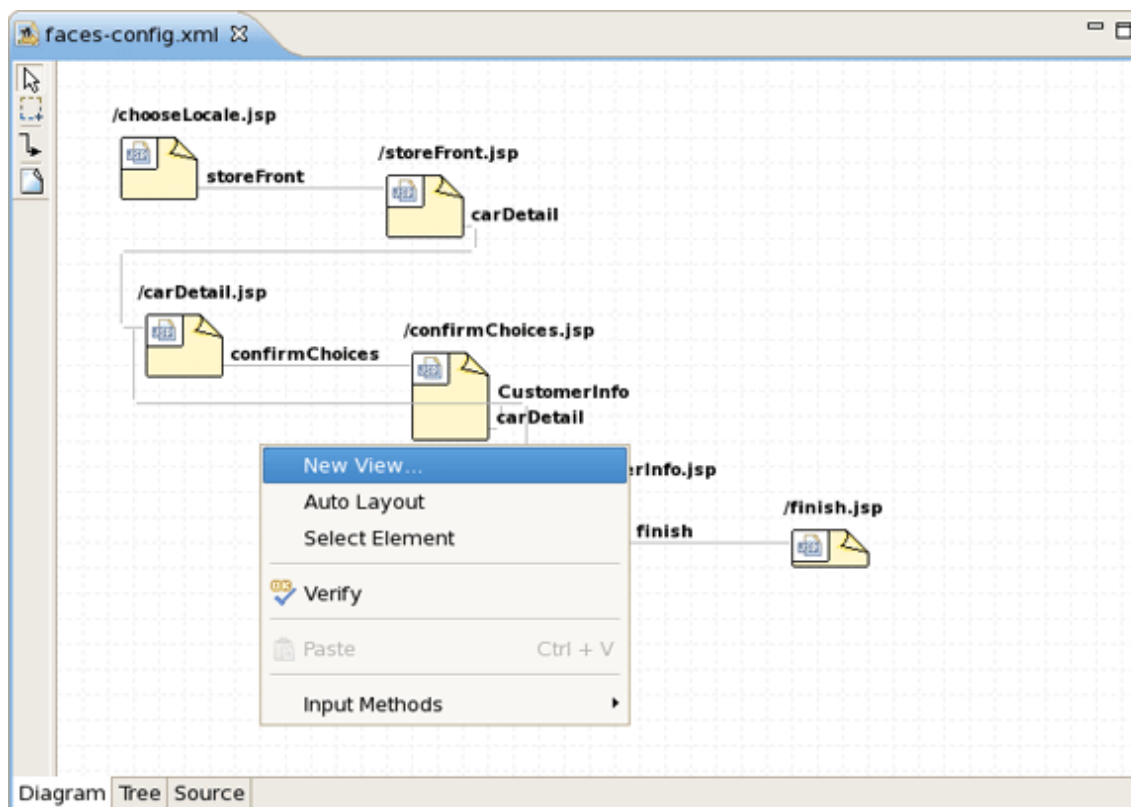 faces-config.xml
/chooseLocale.jsp
storeFront
/storeFront.jsp
carDetail
/carDetail.jsp
confirmChoices
/confirmChoices.jsp
CustomerInfo
carDetail
erInfo.jsp
finish
/finish.jsp
New View...
Auto Layout
Select Element
Verify
Paste Ctrl + V
Input Methods
Diagram Tree Source